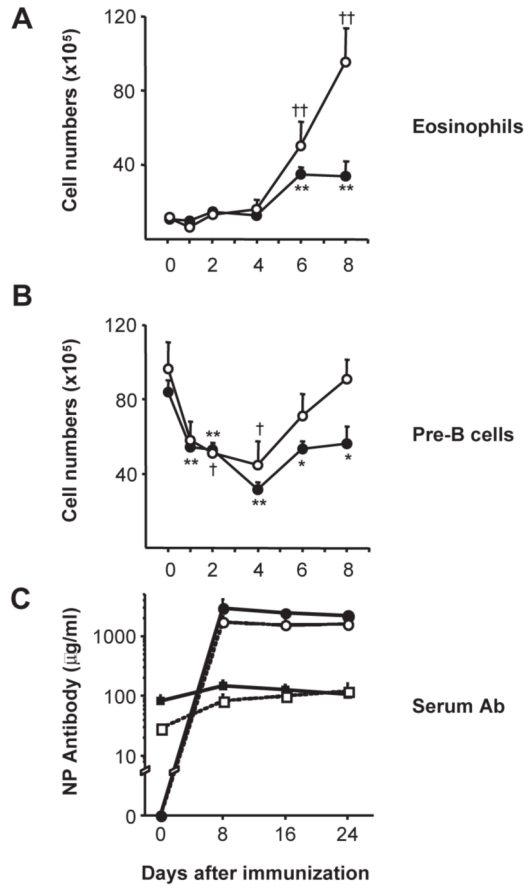 A
Cell numbers (x10⁵)
120
80
40
0 2 4 6 8
††
††
**
**
Eosinophils
B
Cell numbers (x10⁵)
120
80
40
0 2 4 6 8
**
**
†
†
**
*
*
Pre-B cells
C
NP Antibody (μg/ml)
1000
100
10
0
0 8 16 24
Serum Ab
Days after immunization